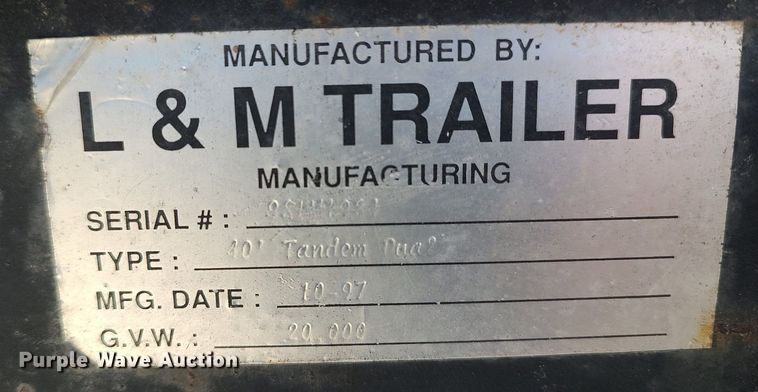 MANUFACTURED BY:
L & M TRAILER
MANUFACTURING
SERIAL # :
TYPE : 40' Tandem Dual
MFG. DATE : 10-97
G.V.W. : 20,000
Purple Wave Auction